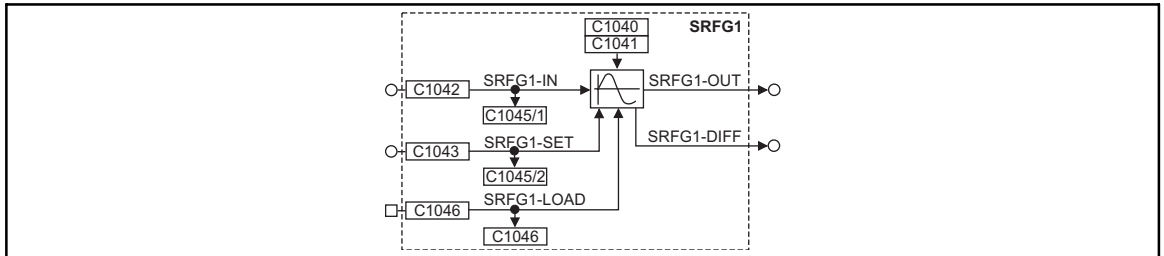 C1040
SRFG1
C1041
C1042
SRFG1-IN
SRFG1-OUT
C1045/1
C1043
SRFG1-SET
SRFG1-DIFF
C1045/2
C1046
SRFG1-LOAD
C1046